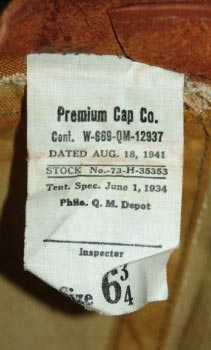 Premium Cap Co.
Cont. W-669-QM-12937
DATED AUG. 18, 1941
STOCK No.-73-H-35353
Tent. Spec. June 1, 1934
Phila. Q. M. Depot
Inspector
Size 6 3/4